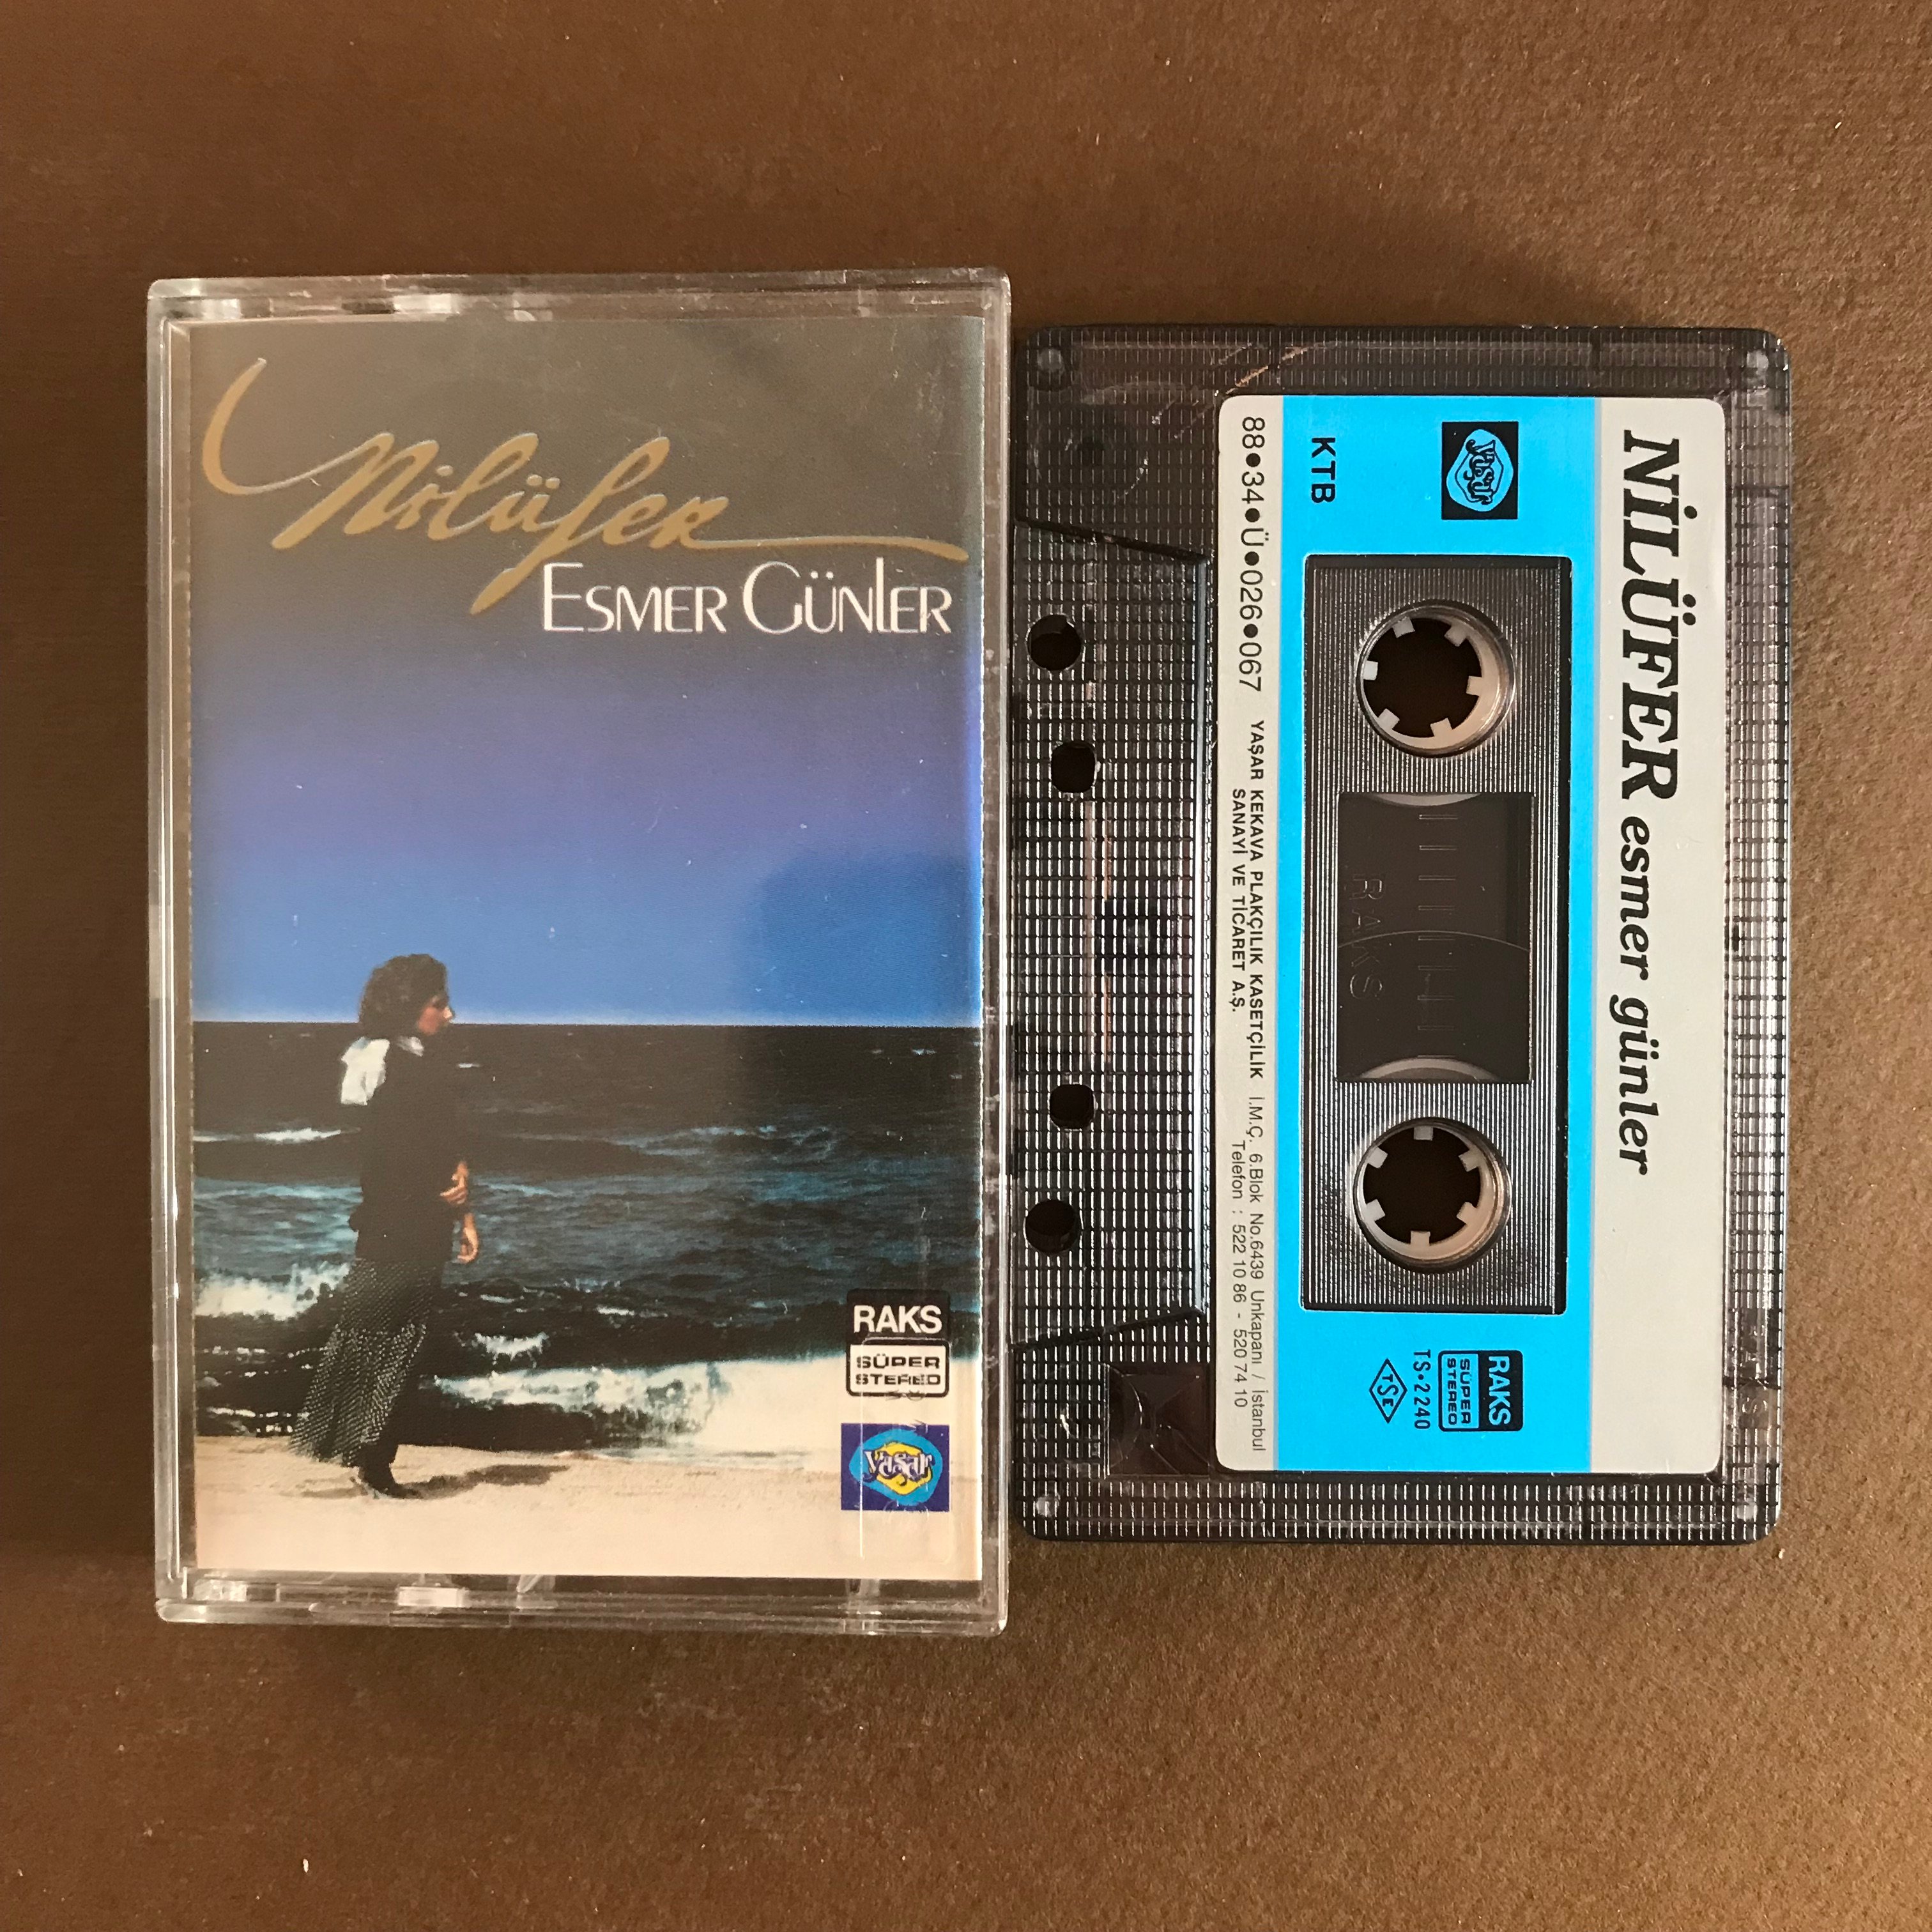 Nilüfer
ESMER GÜNLER
RAKS
SÜPER
STEREO
yaşar
NİLÜFER esmer günler
yaşar
KTB
RAKS
RAKS
SÜPER
STEREO
TS•2240
TSE
88•34•Ü•026•067 YAŞAR KEKAVA PLAKÇILIK KASETÇİLİK İ.M.Ç. 6.Blok No.6439 Unkapanı / İstanbul
SANAYİ VE TİCARET A.Ş. Telefon : 522 10 86 - 520 74 10